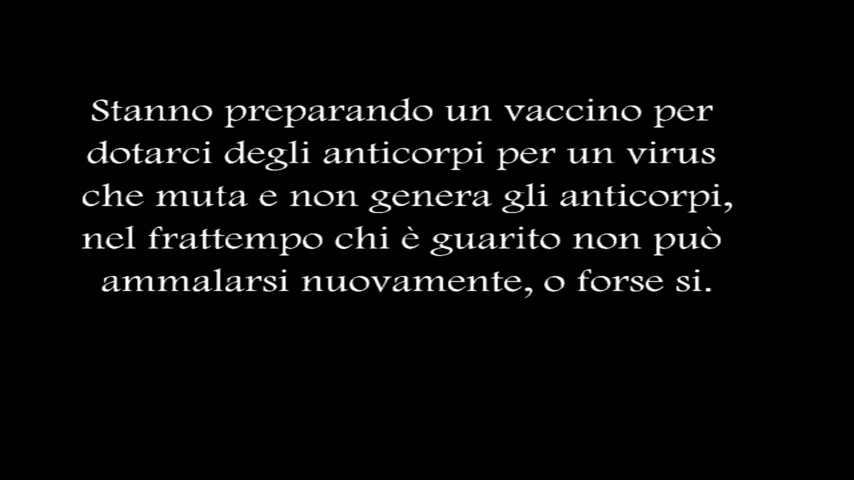 Stanno preparando un vaccino per
dotarci degli anticorpi per un virus
che muta e non genera gli anticorpi,
nel frattempo chi è guarito non può
ammalarsi nuovamente, o forse si.